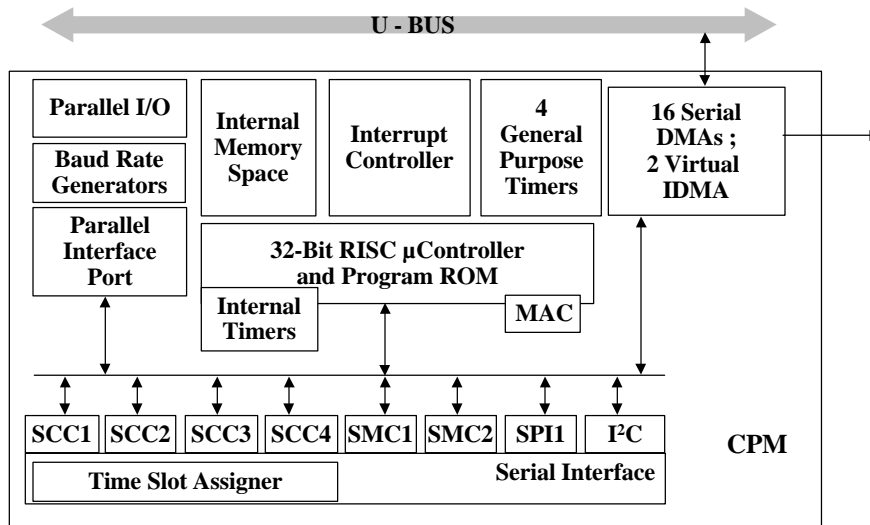 U - BUS
Parallel I/O
Baud Rate
Generators
Parallel
Interface
Port
Internal
Memory
Space
Interrupt
Controller
4
General
Purpose
Timers
16 Serial
DMAs ;
2 Virtual
IDMA
32-Bit RISC µController
and Program ROM
Internal
Timers
MAC
SCC1
SCC2
SCC3
SCC4
SMC1
SMC2
SPI1
I²C
CPM
Serial Interface
Time Slot Assigner